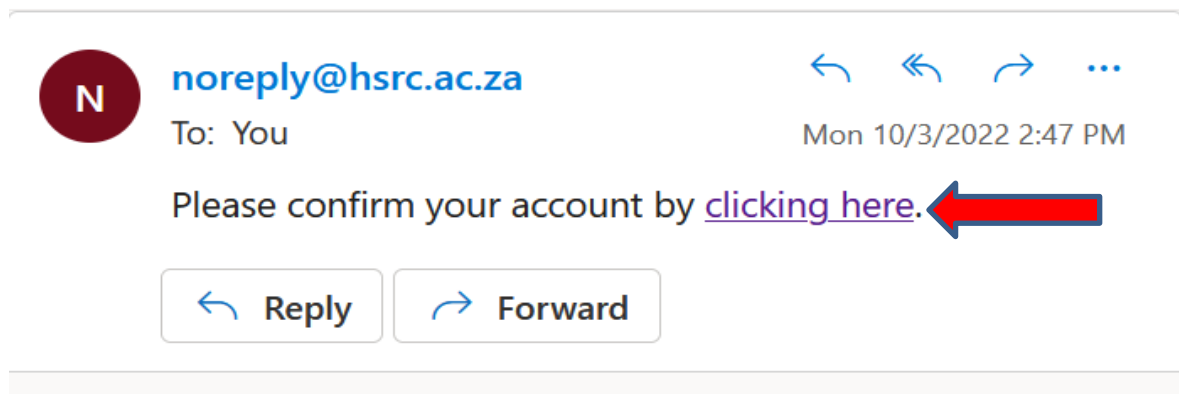 N
noreply@hsrc.ac.za
To: You
Mon 10/3/2022 2:47 PM
Please confirm your account by clicking here.
Reply
Forward